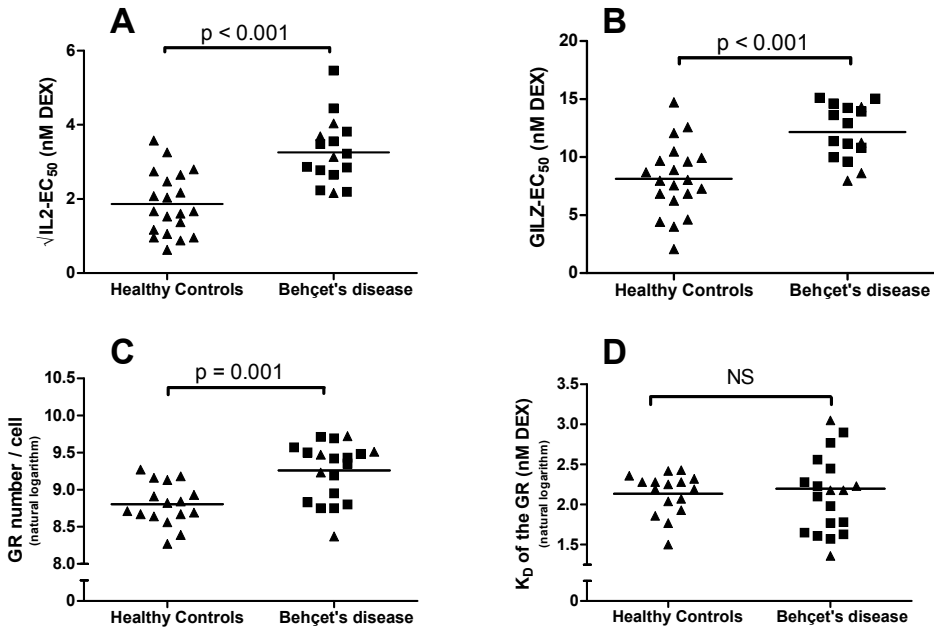 A
p < 0.001
√IL2-EC50 (nM DEX)
6
4
2
0
Healthy Controls
Behçet's disease
B
p < 0.001
GILZ-EC50 (nM DEX)
20
15
10
5
0
Healthy Controls
Behçet's disease
C
p = 0.001
GR number / cell
(natural logarithm)
10.5
10.0
9.5
9.0
8.5
8.0
0
Healthy Controls
Behçet's disease
D
NS
KD of the GR (nM DEX)
(natural logarithm)
3.5
3.0
2.5
2.0
1.5
0
Healthy Controls
Behçet's disease